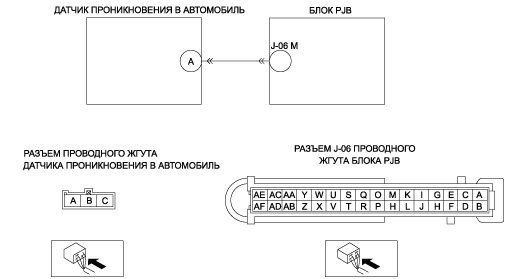 ДАТЧИК ПРОНИКНОВЕНИЯ В АВТОМОБИЛЬ
БЛОК PJB
J-06 M
A
РАЗЪЕМ ПРОВОДНОГО ЖГУТА
ДАТЧИКА ПРОНИКНОВЕНИЯ В АВТОМОБИЛЬ
РАЗЪЕМ J-06 ПРОВОДНОГО
ЖГУТА БЛОКА PJB
A B C
AE AC AA Y W U S Q O M K I G E C A
AF AD AB Z X V T R P H L J H F D B